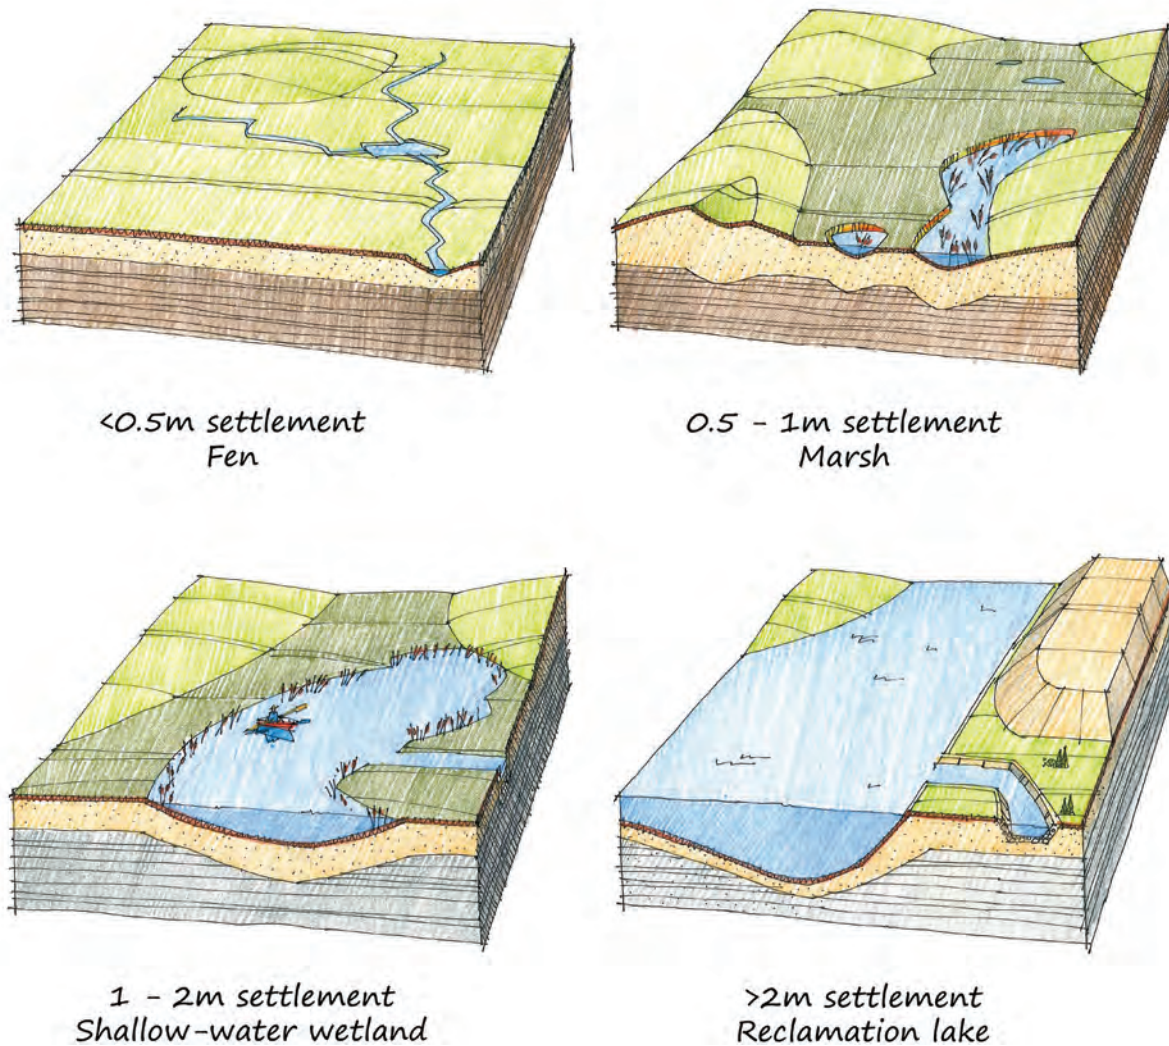 <0.5m settlement
Fen
0.5 - 1m settlement
Marsh
1 - 2m settlement
Shallow-water wetland
>2m settlement
Reclamation lake